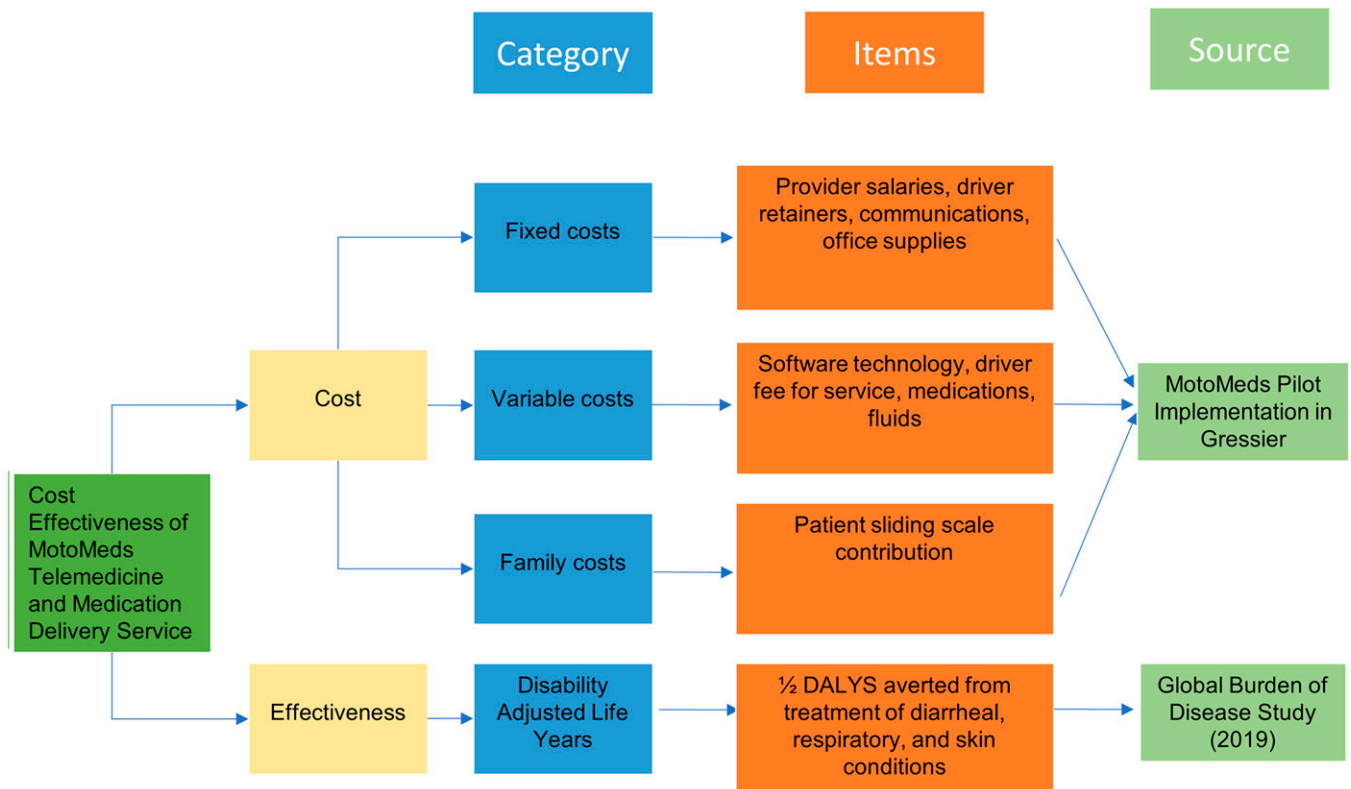 Category
Items
Source
Provider salaries, driver
retainers, communications,
office supplies
Fixed costs
Cost
Variable costs
Software technology, driver
fee for service, medications,
fluids
MotoMeds Pilot
Implementation in
Gressier
Cost
Effectiveness of
MotoMeds
Telemedicine
and Medication
Delivery Service
Family costs
Patient sliding scale
contribution
Effectiveness
Disability
Adjusted Life
Years
½ DALYS averted from
treatment of diarrheal,
respiratory, and skin
conditions
Global Burden of
Disease Study
(2019)